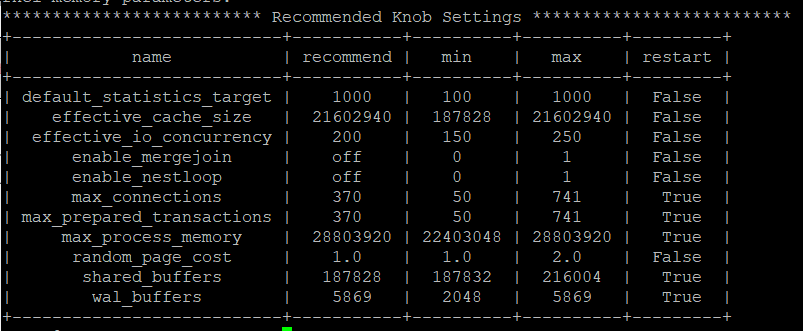 ************************* Recommended Knob Settings **************************
+---------------------------+-----------+----------+----------+---------+
|            name           | recommend |   min    |   max    | restart |
+---------------------------+-----------+----------+----------+---------+
| default_statistics_target |    1000   |   100    |   1000   |  False  |
|    effective_cache_size   |  21602940 |  187828  | 21602940 |  False  |
|  effective_io_concurrency |    200    |   150    |   250    |  False  |
|      enable_mergejoin     |    off    |    0     |    1     |  False  |
|      enable_nestloop      |    off    |    0     |    1     |  False  |
|      max_connections      |    370    |    50    |   741    |   True  |
| max_prepared_transactions |    370    |    50    |   741    |   True  |
|     max_process_memory    |  28803920 | 22403048 | 28803920 |   True  |
|      random_page_cost     |    1.0    |   1.0    |   2.0    |  False  |
|       shared_buffers      |   187828  |  187832  |  216004  |   True  |
|        wal_buffers        |    5869   |   2048   |   5869   |   True  |
+---------------------------+-----------+----------+----------+---------+